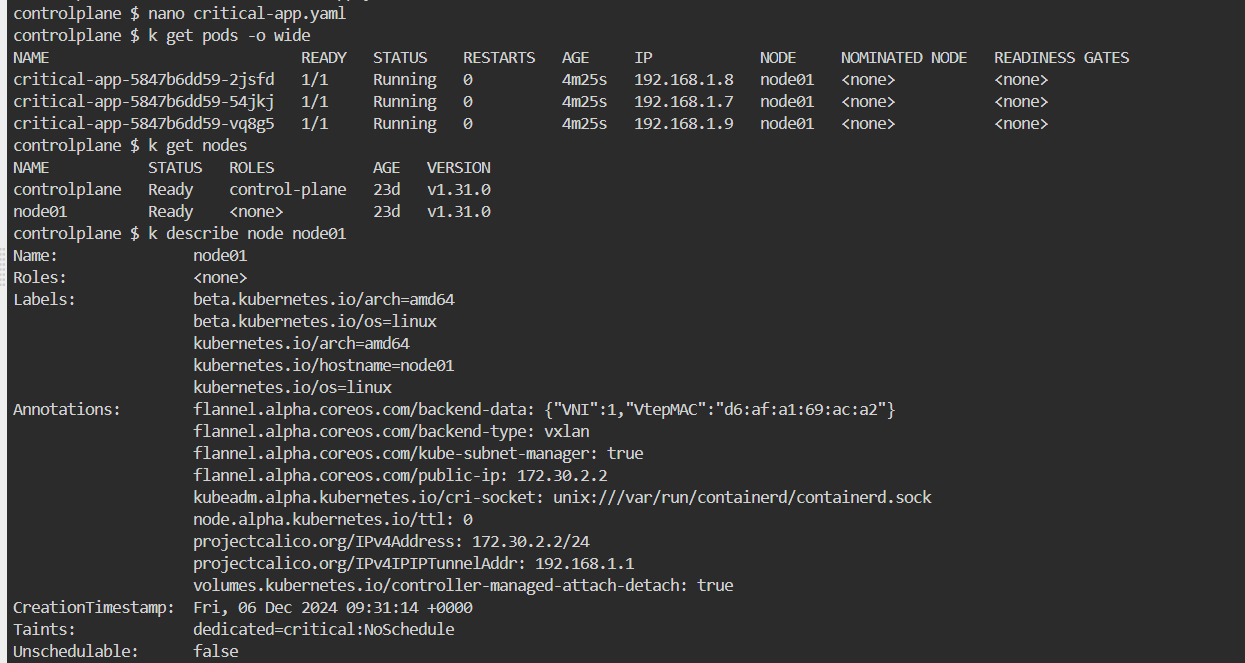 controlplane $ nano critical-app.yaml
controlplane $ k get pods -o wide
NAME READY STATUS RESTARTS AGE IP NODE NOMINATED NODE READINESS GATES
critical-app-5847b6dd59-2jsfd 1/1 Running 0 4m25s 192.168.1.8 node01 <none> <none>
critical-app-5847b6dd59-54jkj 1/1 Running 0 4m25s 192.168.1.7 node01 <none> <none>
critical-app-5847b6dd59-vq8g5 1/1 Running 0 4m25s 192.168.1.9 node01 <none> <none>
controlplane $ k get nodes
NAME STATUS ROLES AGE VERSION
controlplane Ready control-plane 23d v1.31.0
node01 Ready <none> 23d v1.31.0
controlplane $ k describe node node01
Name: node01
Roles: <none>
Labels: beta.kubernetes.io/arch=amd64
beta.kubernetes.io/os=linux
kubernetes.io/arch=amd64
kubernetes.io/hostname=node01
kubernetes.io/os=linux
Annotations: flannel.alpha.coreos.com/backend-data: {"VNI":1,"VtepMAC":"d6:af:a1:69:ac:a2"}
flannel.alpha.coreos.com/backend-type: vxlan
flannel.alpha.coreos.com/kube-subnet-manager: true
flannel.alpha.coreos.com/public-ip: 172.30.2.2
kubeadm.alpha.kubernetes.io/cri-socket: unix:///var/run/containerd/containerd.sock
node.alpha.kubernetes.io/ttl: 0
projectcalico.org/IPv4Address: 172.30.2.2/24
projectcalico.org/IPv4IPIPTunnelAddr: 192.168.1.1
volumes.kubernetes.io/controller-managed-attach-detach: true
CreationTimestamp: Fri, 06 Dec 2024 09:31:14 +0000
Taints: dedicated=critical:NoSchedule
Unschedulable: false